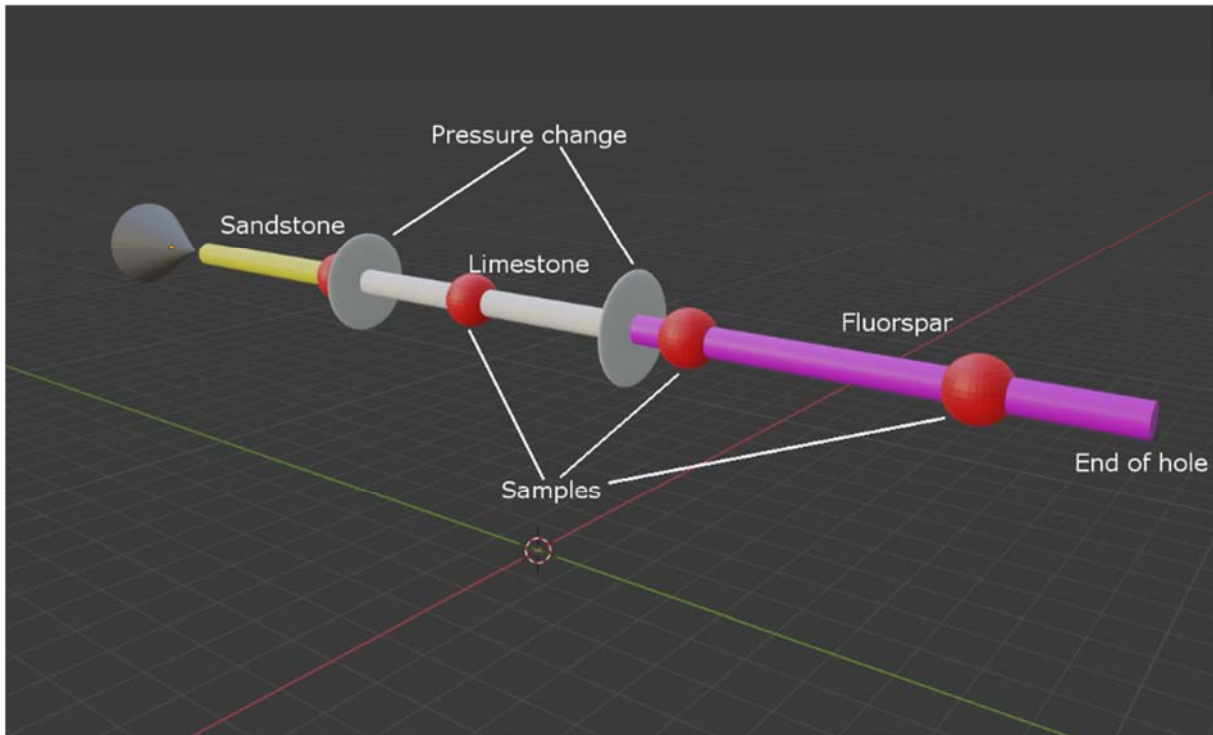 Pressure change
Sandstone
Limestone
Fluorspar
End of hole
Samples